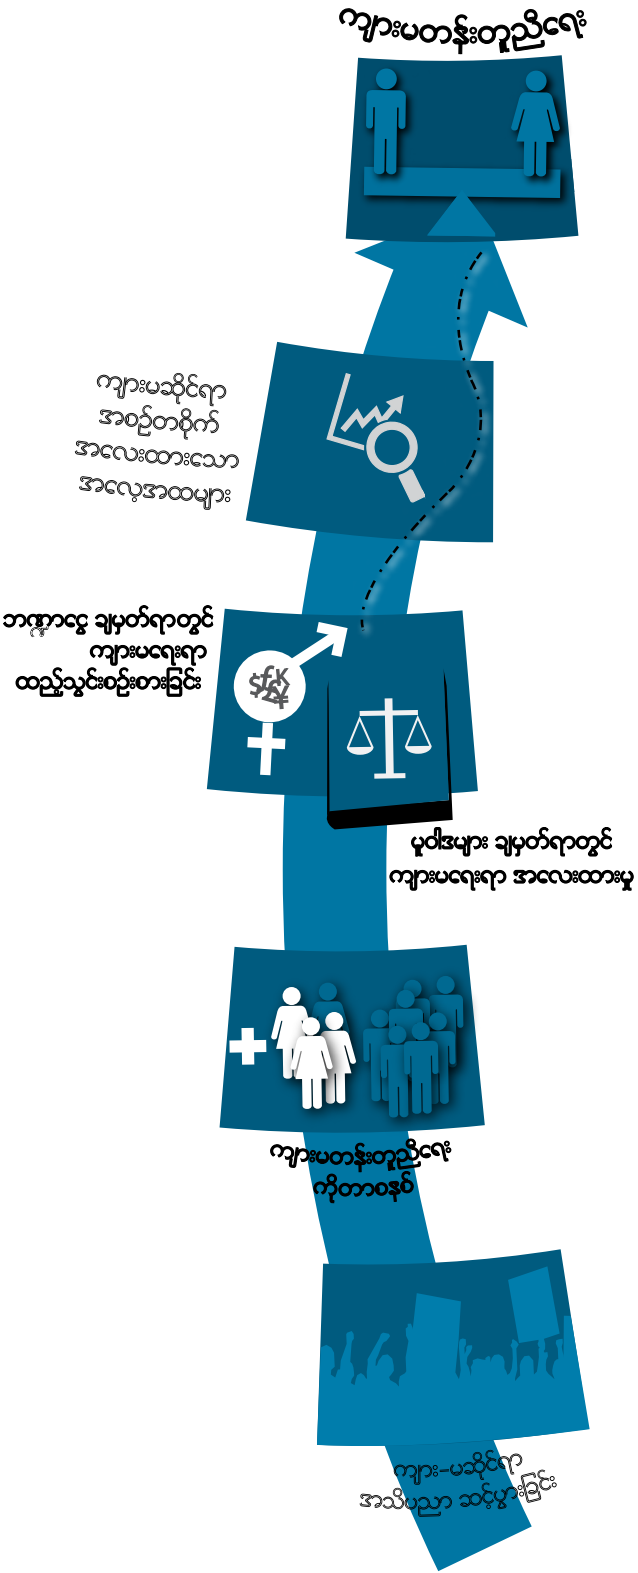 ကျားမတန်းတူညီရေး
ကျားမဆိုင်ရာ
အစဉ်တစိုက်
အလေးထားသော
အလေ့အထများ
ဘဏ္ဍာငွေ ချမှတ်ရာတွင်
ကျားမရေးရာ
ထည့်သွင်းစဉ်းစားခြင်း
$£K
မူဝါဒများ ချမှတ်ရာတွင်
ကျားမရေးရာ အလေးထားမှု
ကျားမတန်းတူညီရေး
ကိုတာစနစ်
ကျား-မဆိုင်ရာ
အသိပညာ ဆင့်ပွားခြင်း